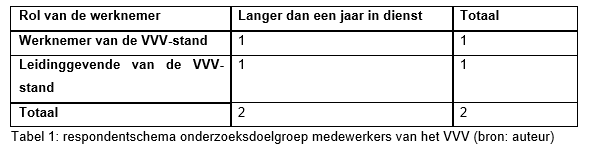 Rol van de werknemer Langer dan een jaar in dienst Totaal
Werknemer van de VVV-stand 1 1
Leidinggevende van de VVV- 1 1
stand
Totaal 2 2
Tabel 1: respondentschema onderzoeksdoelgroep medewerkers van het VVV (bron: auteur)